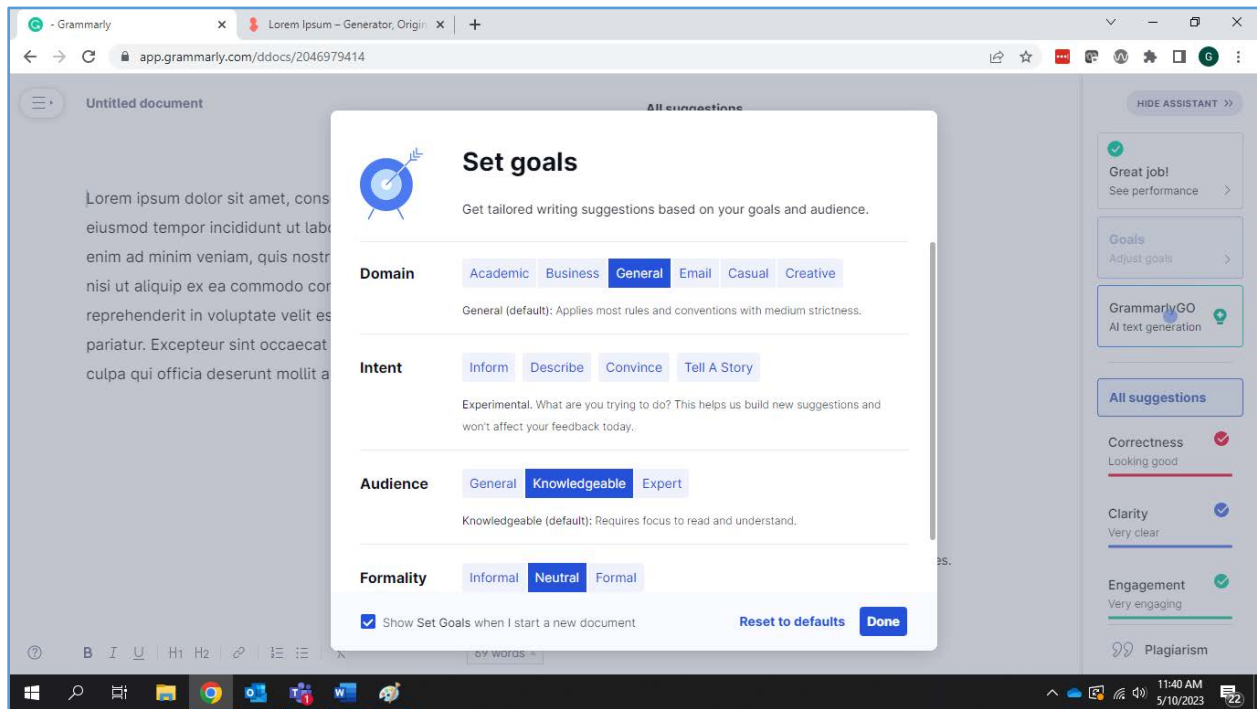 - Grammarly
Lorem Ipsum – Generator, Origin
app.grammarly.com/ddocs/2046979414
G
Untitled document
All suggestions
HIDE ASSISTANT
Lorem ipsum dolor sit amet, cons
eiusmod tempor incididunt ut labo
enim ad minim veniam, quis nostr
nisi ut aliquip ex ea commodo con
reprehenderit in voluptate velit es
pariatur. Excepteur sint occaecat
culpa qui officia deserunt mollit a
es.
Set goals
Get tailored writing suggestions based on your goals and audience.
Domain
Academic Business General Email Casual Creative
General (default): Applies most rules and conventions with medium strictness.
Intent
Inform Describe Convince Tell A Story
Experimental. What are you trying to do? This helps us build new suggestions and
won't affect your feedback today.
Audience
General Knowledgeable Expert
Knowledgeable (default): Requires focus to read and understand.
Formality
Informal Neutral Formal
Show Set Goals when I start a new document
Reset to defaults
Done
Great job!
See performance
Goals
Adjust goals
GrammarlyGO
AI text generation
All suggestions
Correctness
Looking good
Clarity
Very clear
Engagement
Very engaging
Plagiarism
B I U H1 H2
69 words
11:40 AM
5/10/2023
22